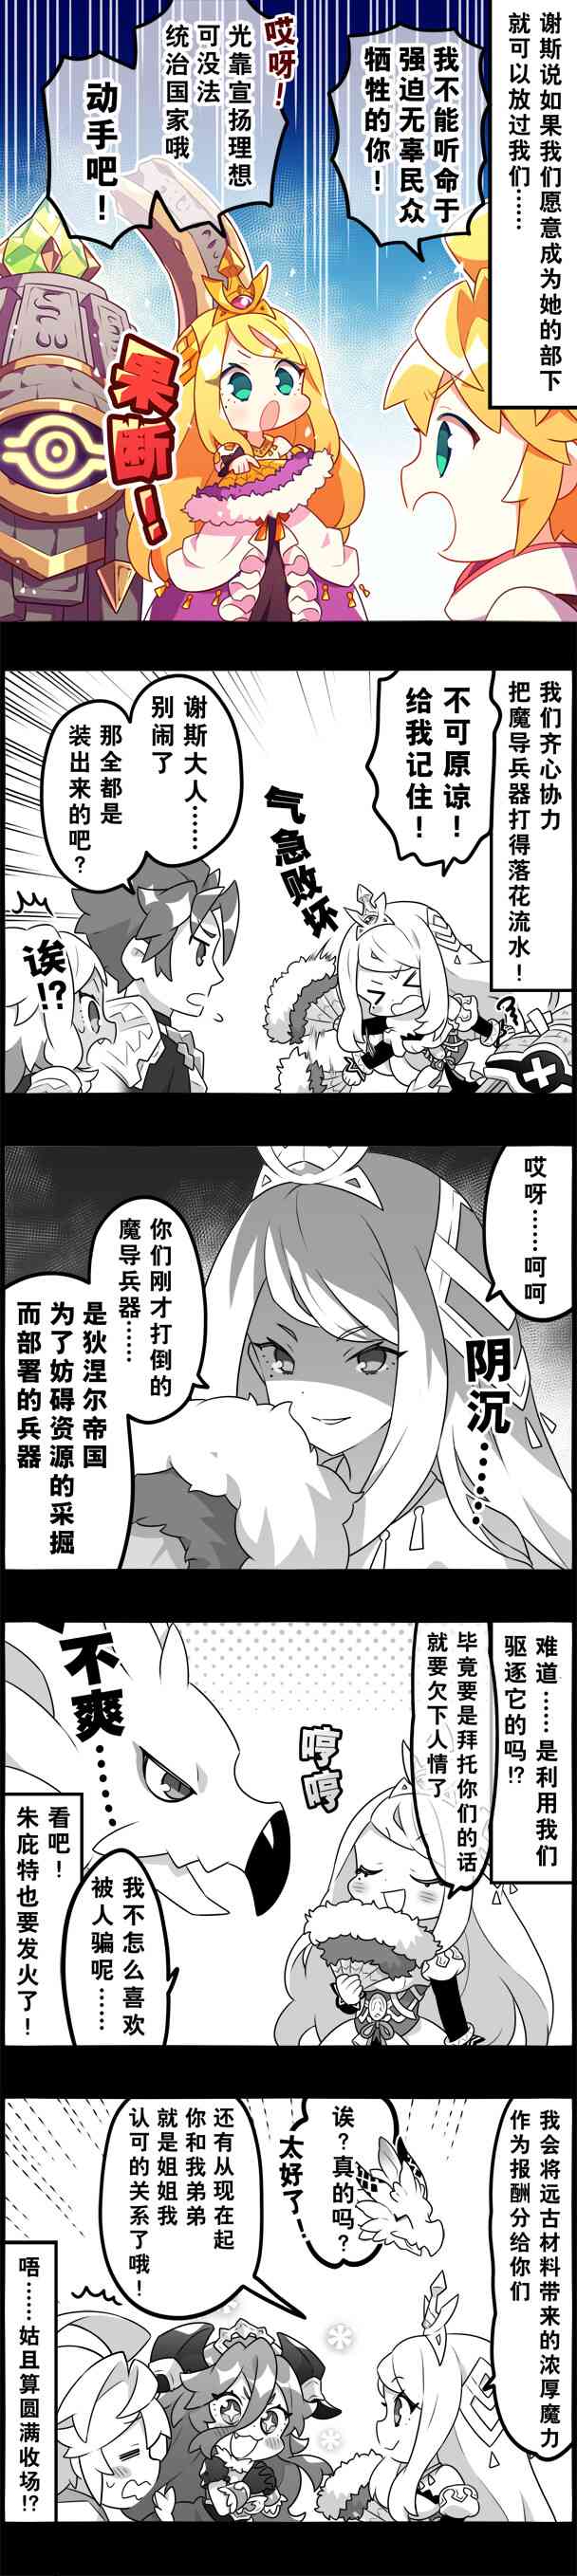 谢斯说如果我们愿意成为她的部下
就可以放过我们……
我不能听命于
强迫无辜民众
牺牲的你！
哎呀！
光靠宣扬理想
可没法
统治国家哦
动手吧！
果断！
我们齐心协力
把魔导兵器打得落花流水！
不可原谅！
给我记住！
气急败坏
谢斯大人……
别闹了
那全都是
装出来的吧？
诶!?
哎呀……呵呵
阴沉……
你们刚才打倒的
魔导兵器……
是狄涅尔帝国
为了妨碍资源的采掘
而部署的兵器
难道……是利用我们
驱逐它的吗!?
毕竟要是拜托你们的话
就要欠下人情了
哼哼
不爽……
我不怎么喜欢
被人骗呢……
看吧！
朱庇特也要发火了！
我会将远古材料带来的浓厚魔力
作为报酬分给你们
诶？真的吗？
太好了！
还有从现在起
你和我弟弟
就是姐姐我
认可的关系了哦！
唔……姑且算圆满收场!?